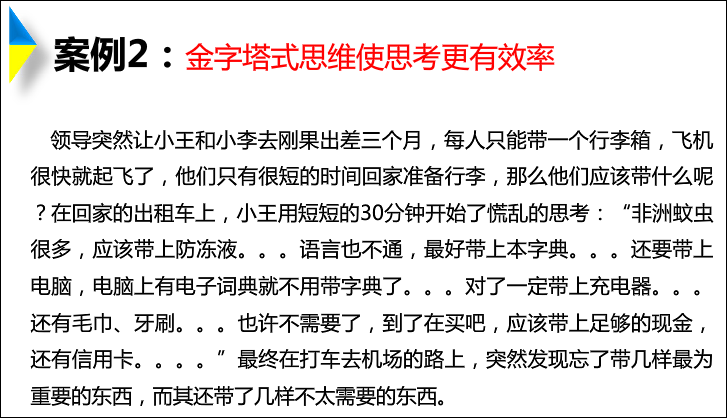 案例2：金字塔式思维使思考更有效率
领导突然让小王和小李去刚果出差三个月，每人只能带一个行李箱，飞机
很快就起飞了，他们只有很短的时间回家准备行李，那么他们应该带什么呢
？在回家的出租车上，小王用短短的30分钟开始了慌乱的思考：“非洲蚊虫
很多，应该带上防冻液。。。语言也不通，最好带上本字典。。。还要带上
电脑，电脑上有电子词典就不用带字典了。。。对了一定带上充电器。。。
还有毛巾、牙刷。。。也许不需要了，到了在买吧，应该带上足够的现金，
还有信用卡。。。。”最终在打车去机场的路上，突然发现忘了带几样最为
重要的东西，而其还带了几样不太需要的东西。